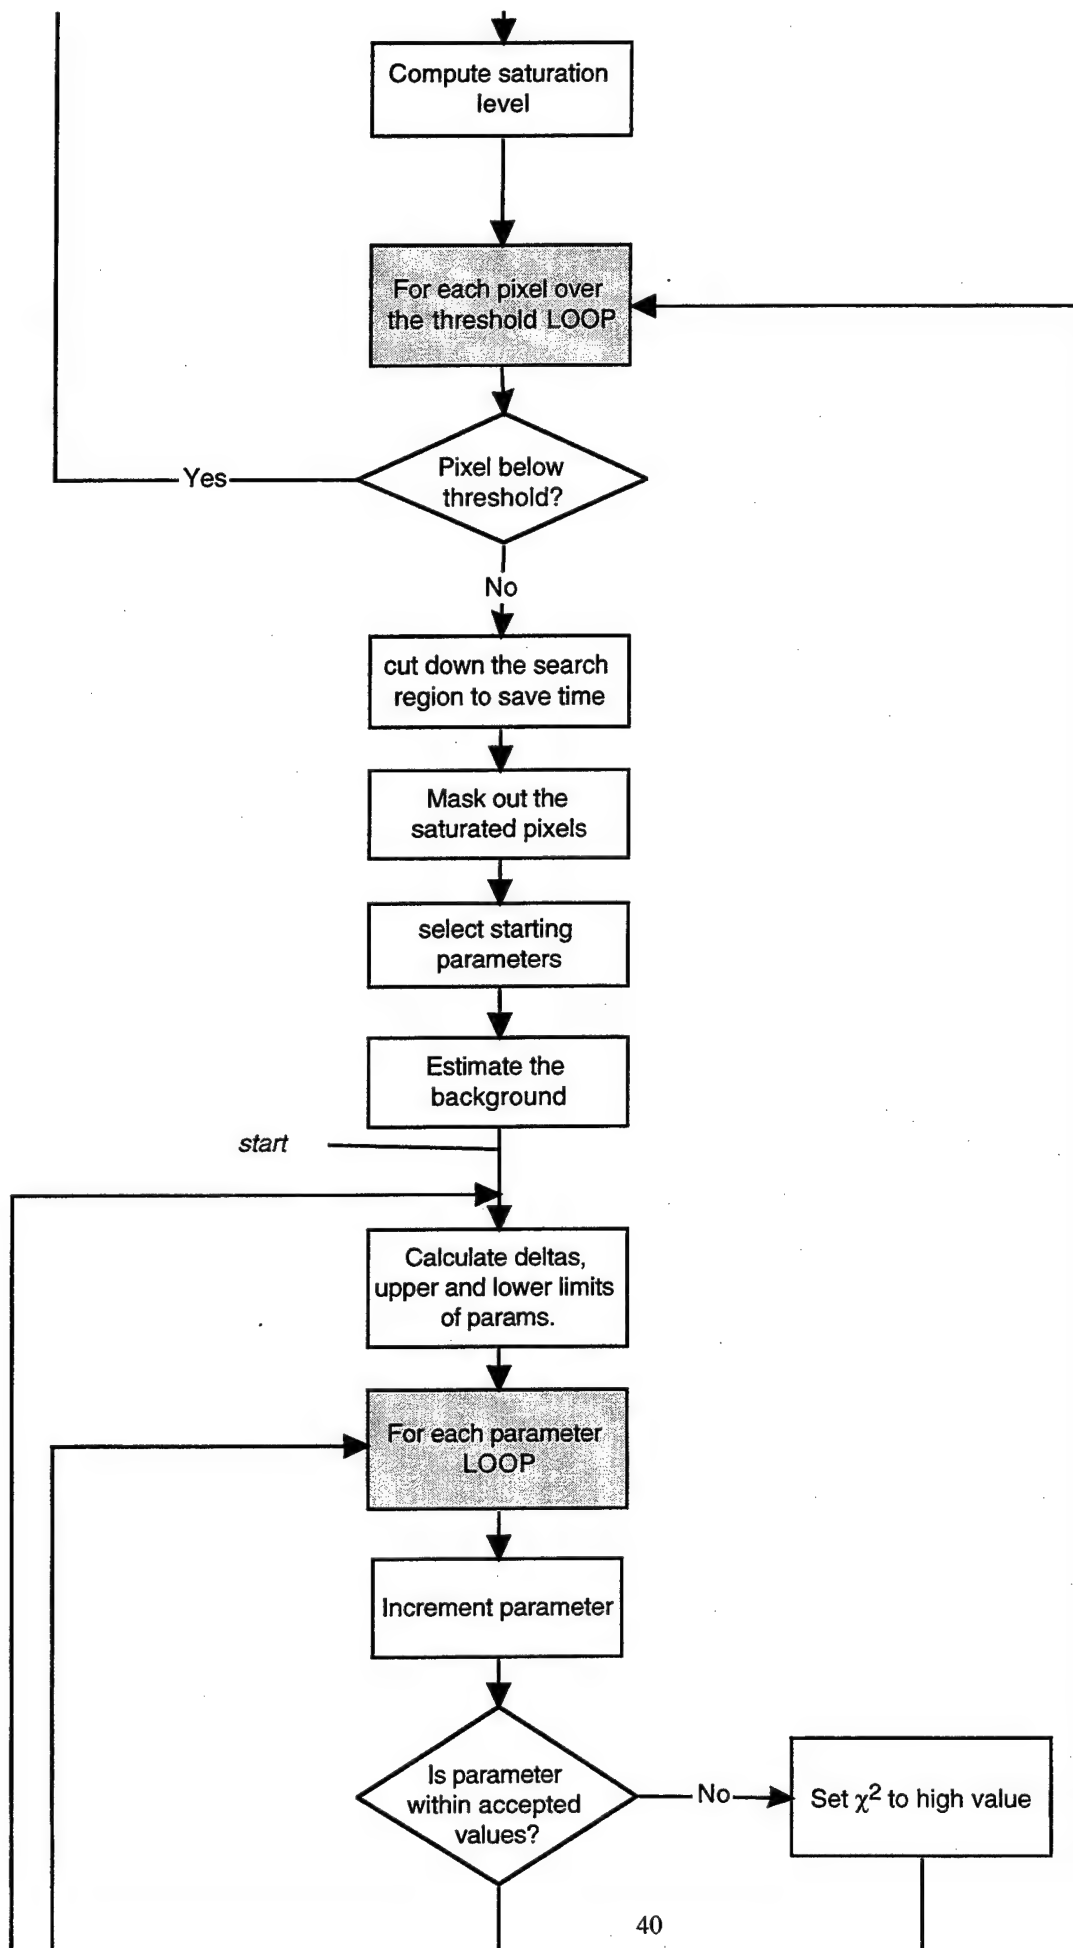 Compute saturation
level
For each pixel over
the threshold LOOP
Pixel below
threshold?
Yes
No
cut down the search
region to save time
Mask out the
saturated pixels
select starting
parameters
Estimate the
background
start
Calculate deltas,
upper and lower limits
of params.
For each parameter
LOOP
Increment parameter
Is parameter
within accepted
values?
No
Set χ² to high value
40